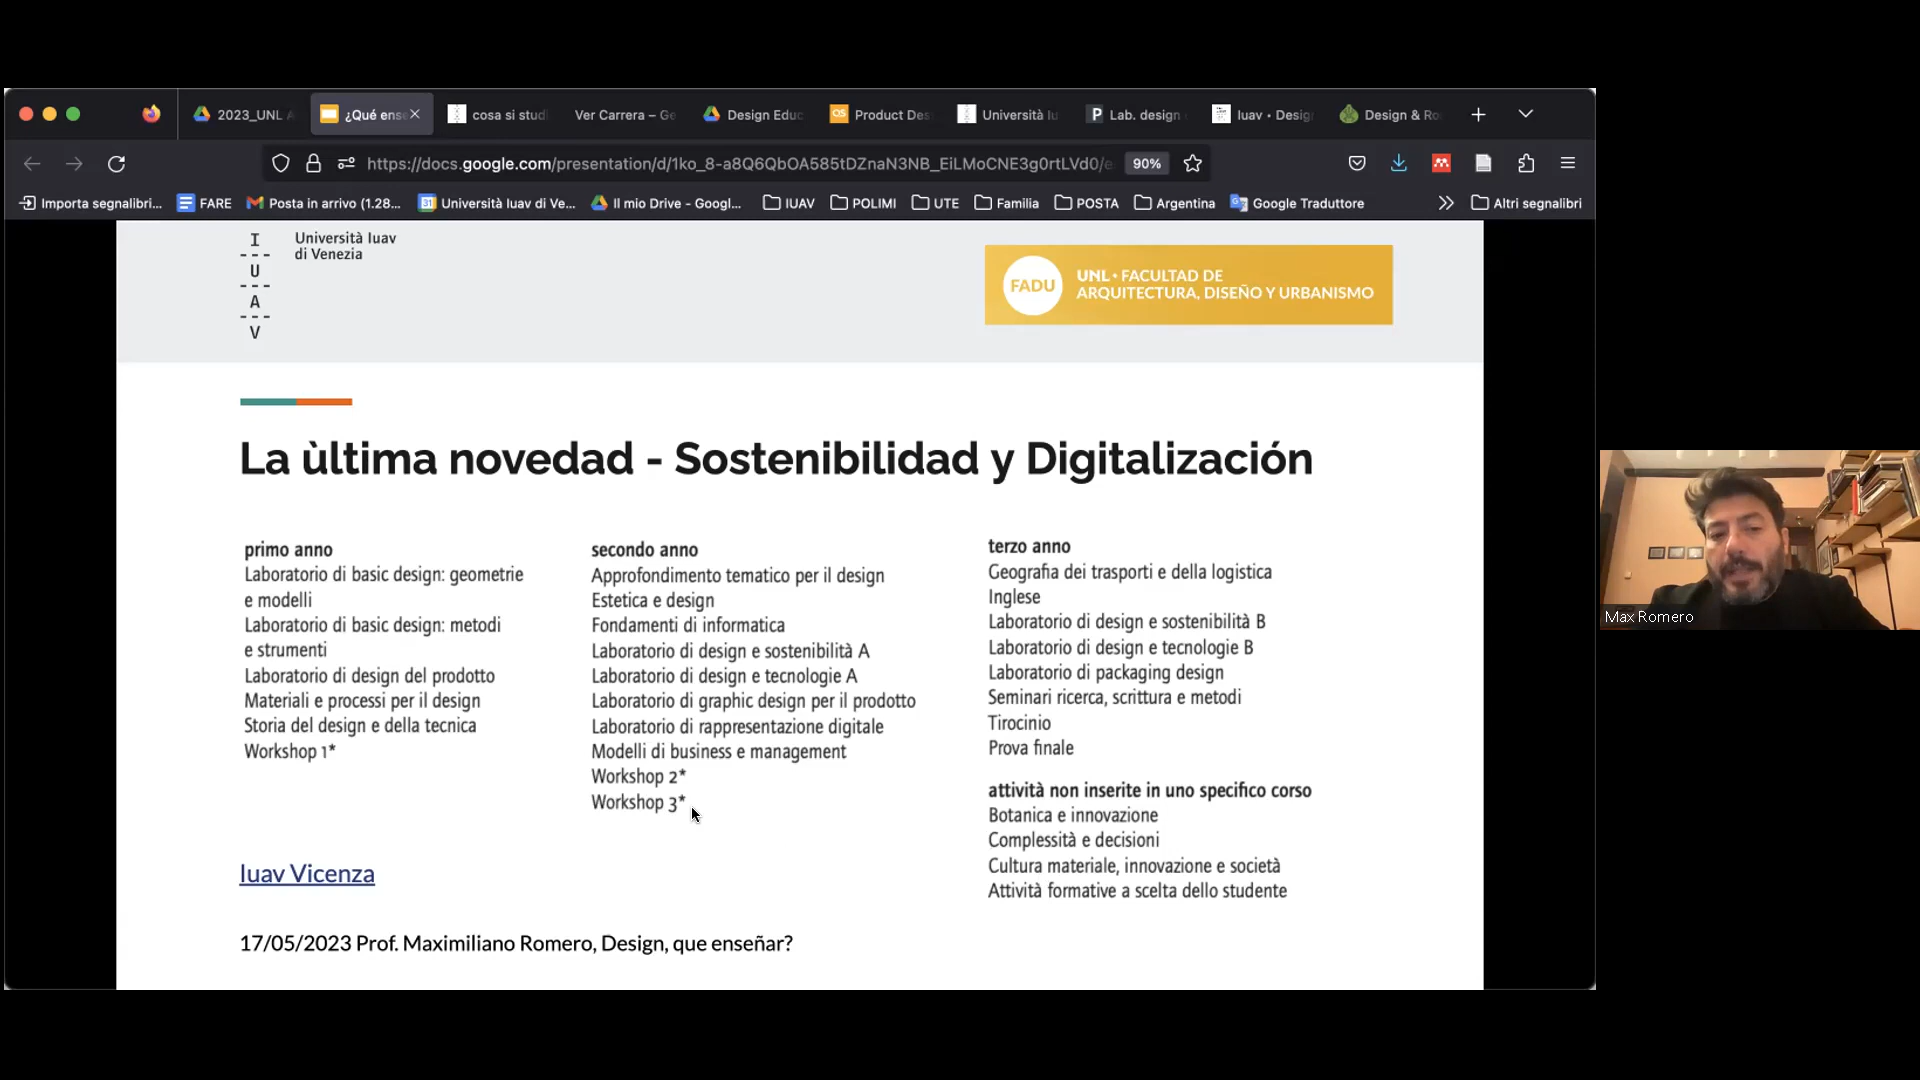 2023_UNL
¿Qué ens
cosa si stud
Ver Carrera – Ge
Design Educ
QS
Product Des
Università Iu
P
Lab. design
Iuav • Desig
Design & Ro
https://docs.google.com/presentation/d/1ko_8-a8Q6QbOA585tDZnaN3NB_EiLMoCNE3g0rtLVd0/e
90%
Importa segnalibri...
FARE
Posta in arrivo (1.28...
31
Università Iuav di Ve...
Il mio Drive - Googl...
IUAV
POLIMI
UTE
Familia
POSTA
Argentina
Google Traduttore
Altri segnalibri
I
U
A
V
Università Iuav
di Venezia
FADU
UNL • FACULTAD DE
ARQUITECTURA, DISEÑO Y URBANISMO
La ùltima novedad - Sostenibilidad y Digitalización
primo anno
Laboratorio di basic design: geometrie
e modelli
Laboratorio di basic design: metodi
e strumenti
Laboratorio di design del prodotto
Materiali e processi per il design
Storia del design e della tecnica
Workshop 1*
secondo anno
Approfondimento tematico per il design
Estetica e design
Fondamenti di informatica
Laboratorio di design e sostenibilità A
Laboratorio di design e tecnologie A
Laboratorio di graphic design per il prodotto
Laboratorio di rappresentazione digitale
Modelli di business e management
Workshop 2*
Workshop 3*
terzo anno
Geografia dei trasporti e della logistica
Inglese
Laboratorio di design e sostenibilità B
Laboratorio di design e tecnologie B
Laboratorio di packaging design
Seminari ricerca, scrittura e metodi
Tirocinio
Prova finale
attività non inserite in uno specifico corso
Botanica e innovazione
Complessità e decisioni
Cultura materiale, innovazione e società
Attività formative a scelta dello studente
Iuav Vicenza
17/05/2023 Prof. Maximiliano Romero, Design, que enseñar?
Max Romero